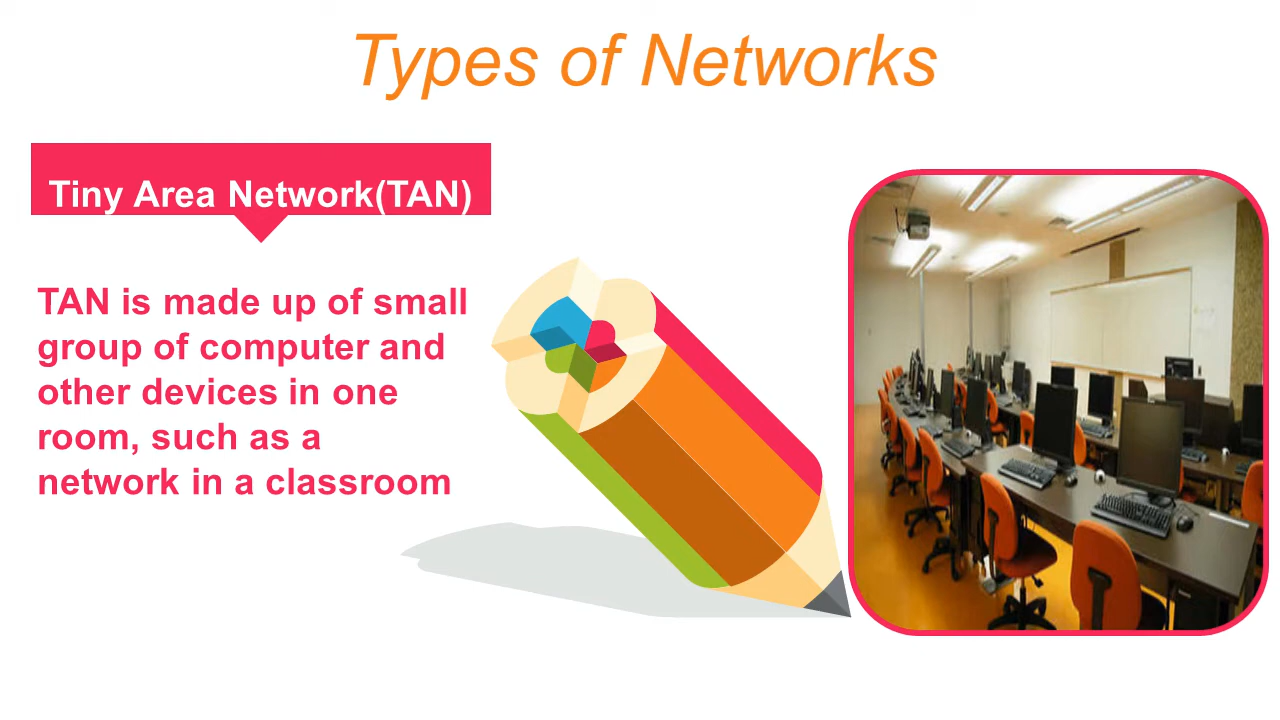 Types of Networks
Tiny Area Network(TAN)
TAN is made up of small
group of computer and
other devices in one
room, such as a
network in a classroom